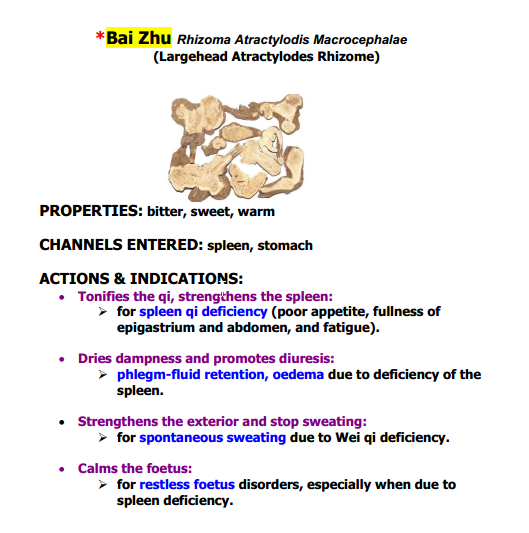 *Bai Zhu Rhizoma Atractylodis Macrocephalae
(Largehead Atractylodes Rhizome)
PROPERTIES: bitter, sweet, warm
CHANNELS ENTERED: spleen, stomach
ACTIONS & INDICATIONS:
• Tonifies the qi, strengthens the spleen:
➢ for spleen qi deficiency (poor appetite, fullness of
epigastrium and abdomen, and fatigue).
• Dries dampness and promotes diuresis:
➢ phlegm-fluid retention, oedema due to deficiency of the
spleen.
• Strengthens the exterior and stop sweating:
➢ for spontaneous sweating due to Wei qi deficiency.
• Calms the foetus:
➢ for restless foetus disorders, especially when due to
spleen deficiency.